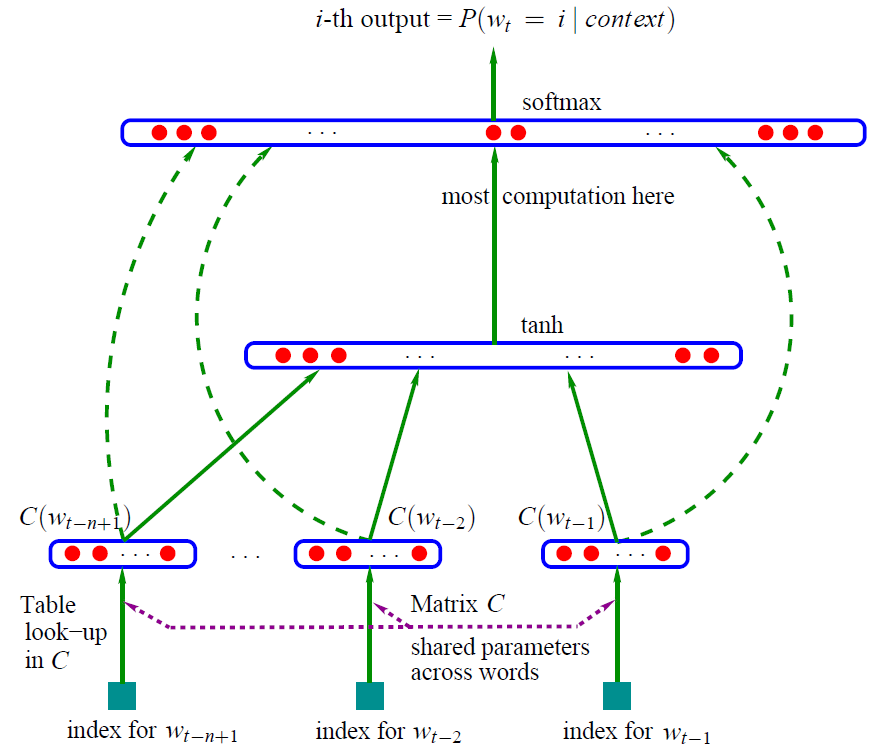 i-th output = P(w_t = i | context)
softmax
. . .
. . .
most computation here
tanh
. . .
. . .
C(w_{t−n+1})
C(w_{t−2})
C(w_{t−1})
. . .
. . .
. . .
. . .
Table
look−up
in C
Matrix C
shared parameters
across words
index for w_{t−n+1}
index for w_{t−2}
index for w_{t−1}